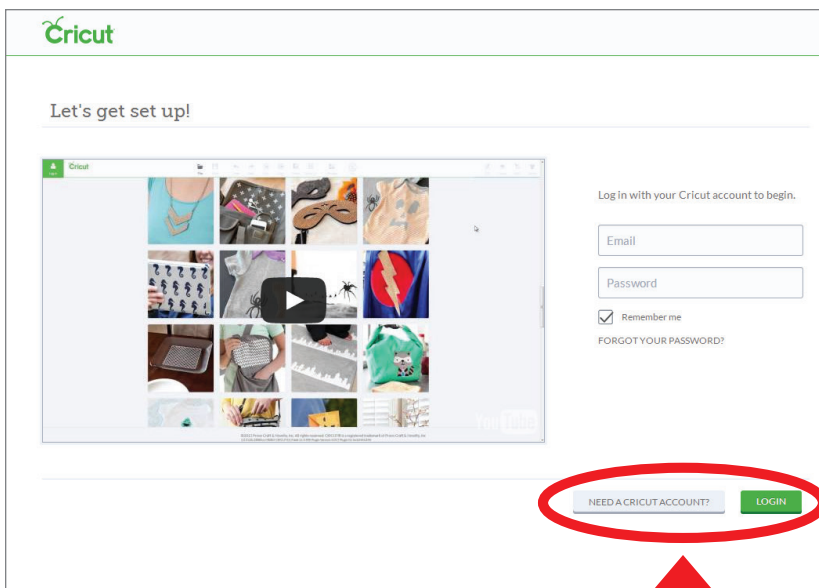 Cricut
Let's get set up!
Cricut
YouTube
Log in with your Cricut account to begin.
Email
Password
Remember me
FORGOT YOUR PASSWORD?
NEED A CRICUT ACCOUNT?
LOGIN